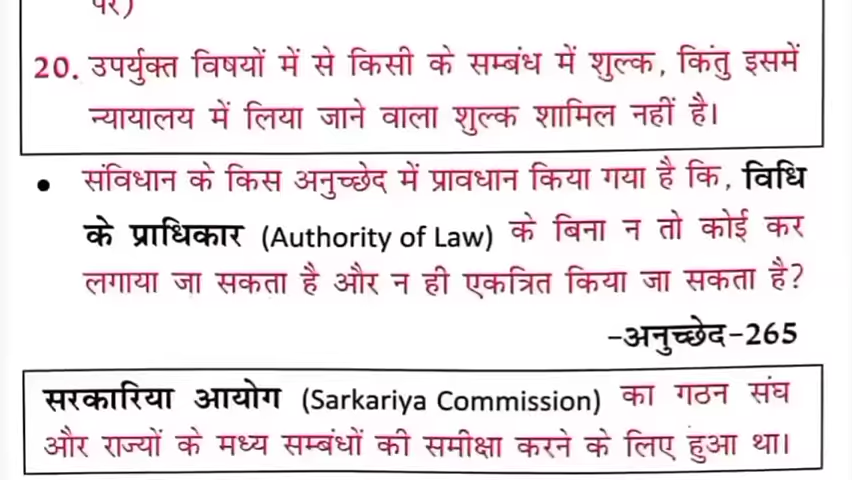 पर)
20. उपर्युक्त विषयों में से किसी के सम्बंध में शुल्क, किंतु इसमें
न्यायालय में लिया जाने वाला शुल्क शामिल नहीं है।
• संविधान के किस अनुच्छेद में प्रावधान किया गया है कि, विधि
के प्राधिकार (Authority of Law) के बिना न तो कोई कर
लगाया जा सकता है और न ही एकत्रित किया जा सकता है?
-अनुच्छेद-265
सरकारिया आयोग (Sarkariya Commission) का गठन संघ
और राज्यों के मध्य सम्बंधों की समीक्षा करने के लिए हुआ था।